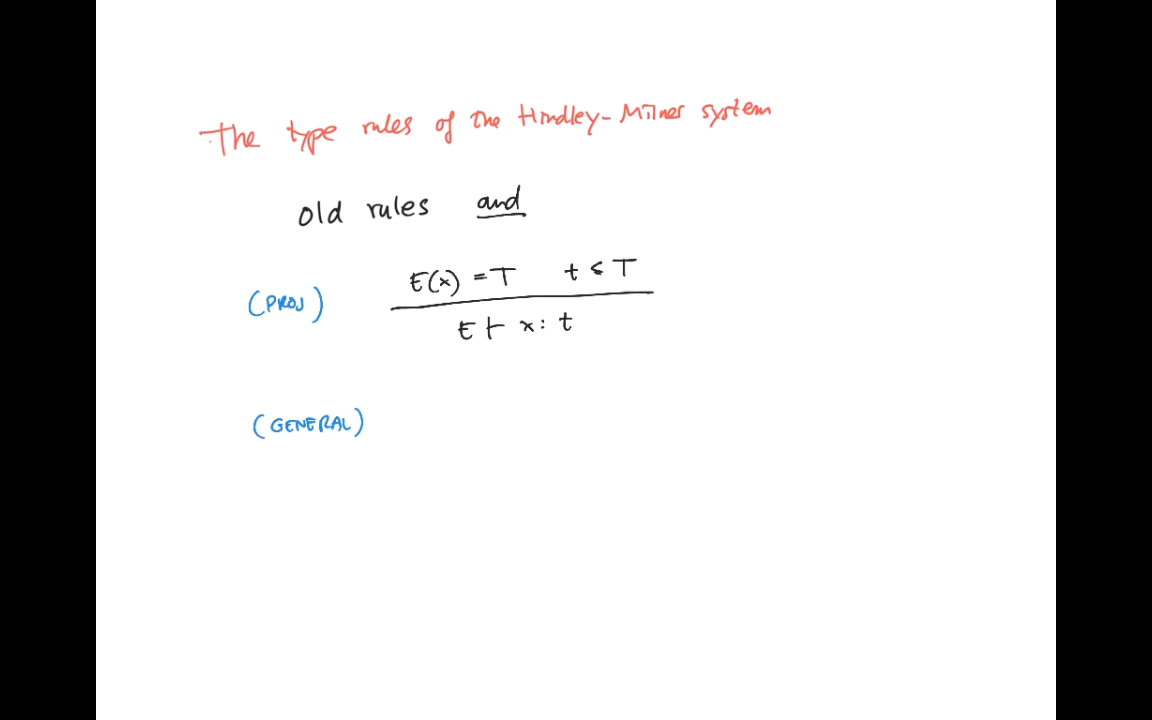 The type rules of the Hindley-Milner system
old rules and
(PROJ) E(x) = T t < T
E ⊢ x: t
(GENERAL)